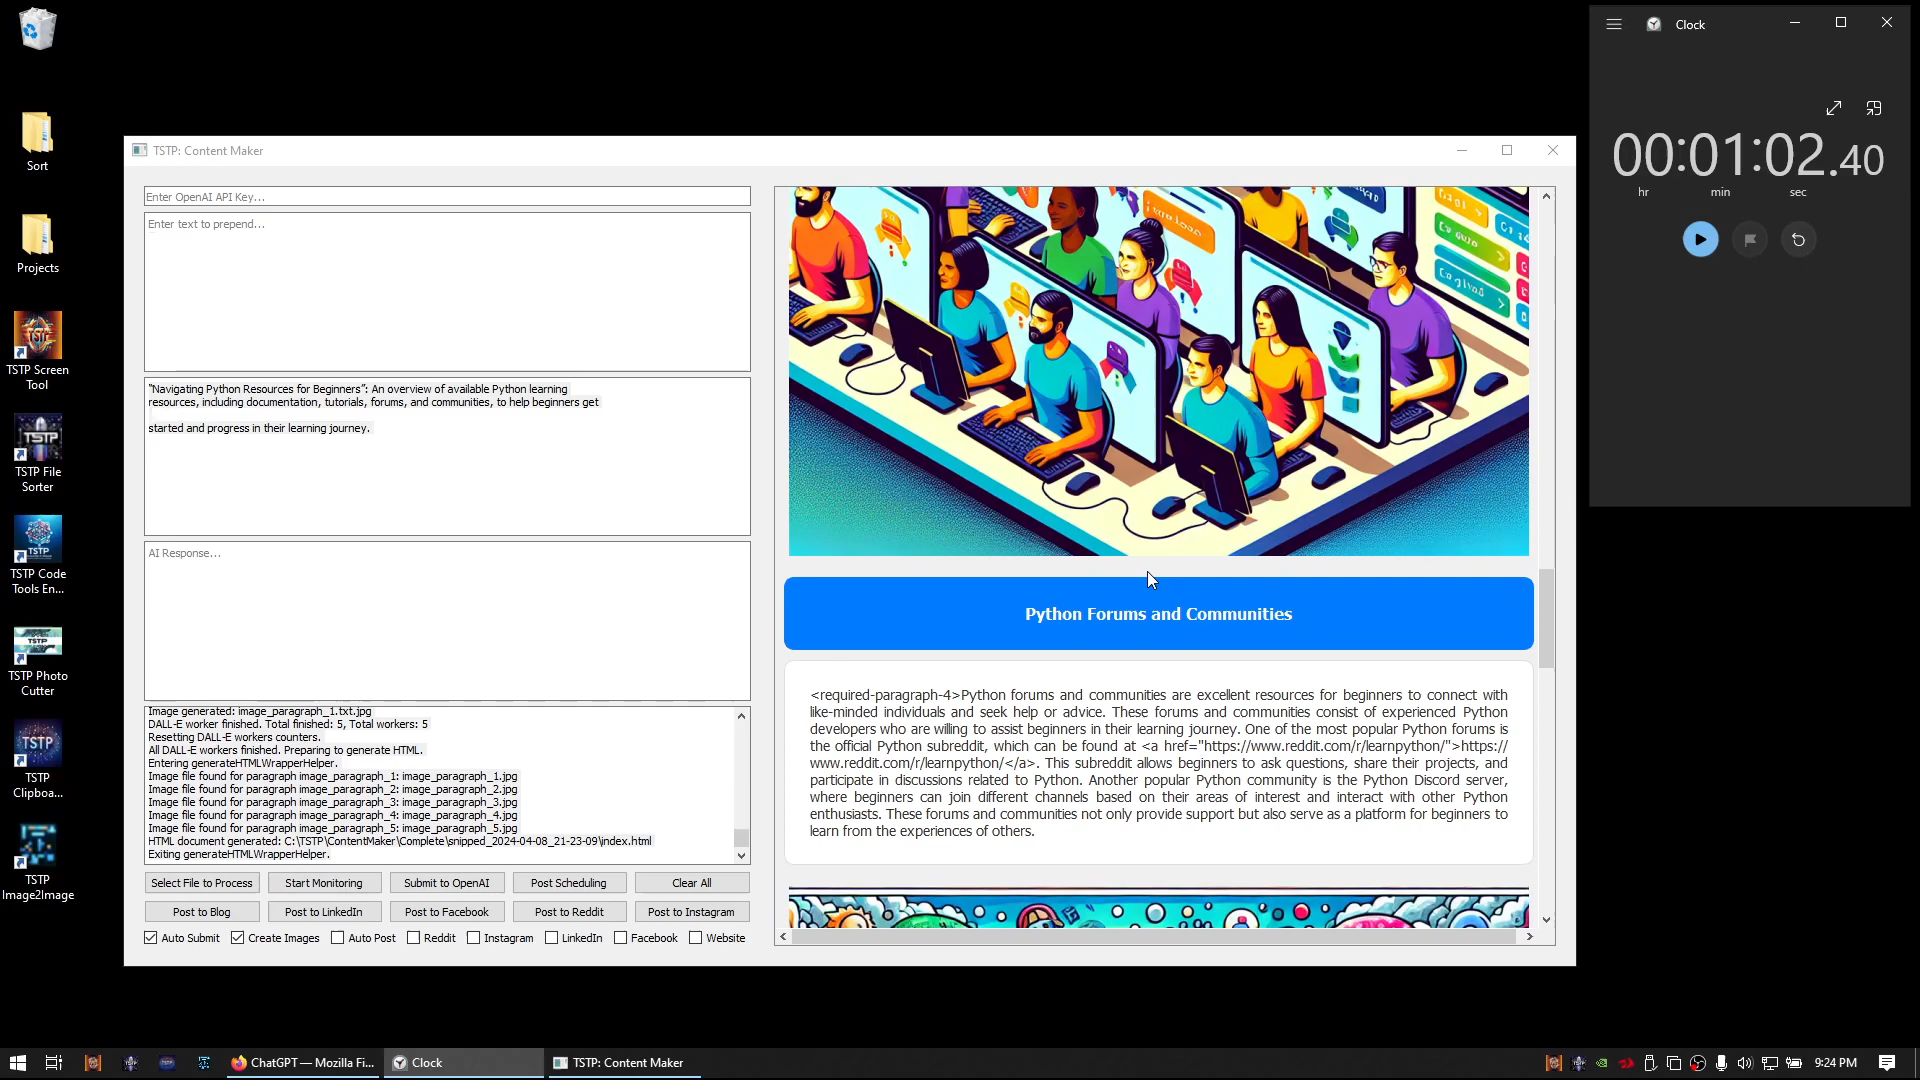 Sort
Projects
TSTP Screen
Tool
TSTP File
Sorter
TSTP
TSTP Code
Tools En...
TSTP Photo
Cutter
TSTP
TSTP
Clipboa...
TSTP
Image2Image
TSTP: Content Maker
Enter OpenAI API Key...
Enter text to prepend...
"Navigating Python Resources for Beginners": An overview of available Python learning
resources, including documentation, tutorials, forums, and communities, to help beginners get
started and progress in their learning journey.
AI Response...
Image generated: image_paragraph_1.txt.jpg
DALL-E worker finished. Total finished: 5, Total workers: 5
Resetting DALL-E workers counters.
All DALL-E workers finished. Preparing to generate HTML.
Entering generateHTMLWrapperHelper.
Image file found for paragraph image_paragraph_1: image_paragraph_1.jpg
Image file found for paragraph image_paragraph_2: image_paragraph_2.jpg
Image file found for paragraph image_paragraph_3: image_paragraph_3.jpg
Image file found for paragraph image_paragraph_4: image_paragraph_4.jpg
Image file found for paragraph image_paragraph_5: image_paragraph_5.jpg
HTML document generated: C:\TSTP\ContentMaker\Complete\snipped_2024-04-08_21-23-09\index.html
Exiting generateHTMLWrapperHelper.
Select File to Process Start Monitoring Submit to OpenAI Post Scheduling Clear All
Post to Blog Post to LinkedIn Post to Facebook Post to Reddit Post to Instagram
Auto Submit Create Images Auto Post Reddit Instagram LinkedIn Facebook Website
Python Forums and Communities
<required-paragraph-4>Python forums and communities are excellent resources for beginners to connect with
like-minded individuals and seek help or advice. These forums and communities consist of experienced Python
developers who are willing to assist beginners in their learning journey. One of the most popular Python forums is
the official Python subreddit, which can be found at <a href="https://www.reddit.com/r/learnpython/">https://
www.reddit.com/r/learnpython/</a>. This subreddit allows beginners to ask questions, share their projects, and
participate in discussions related to Python. Another popular Python community is the Python Discord server,
where beginners can join different channels based on their areas of interest and interact with other Python
enthusiasts. These forums and communities not only provide support but also serve as a platform for beginners to
learn from the experiences of others.
Clock
00:01:02.40
hr min sec
ChatGPT — Mozilla Fi...
Clock
TSTP: Content Maker
9:24 PM